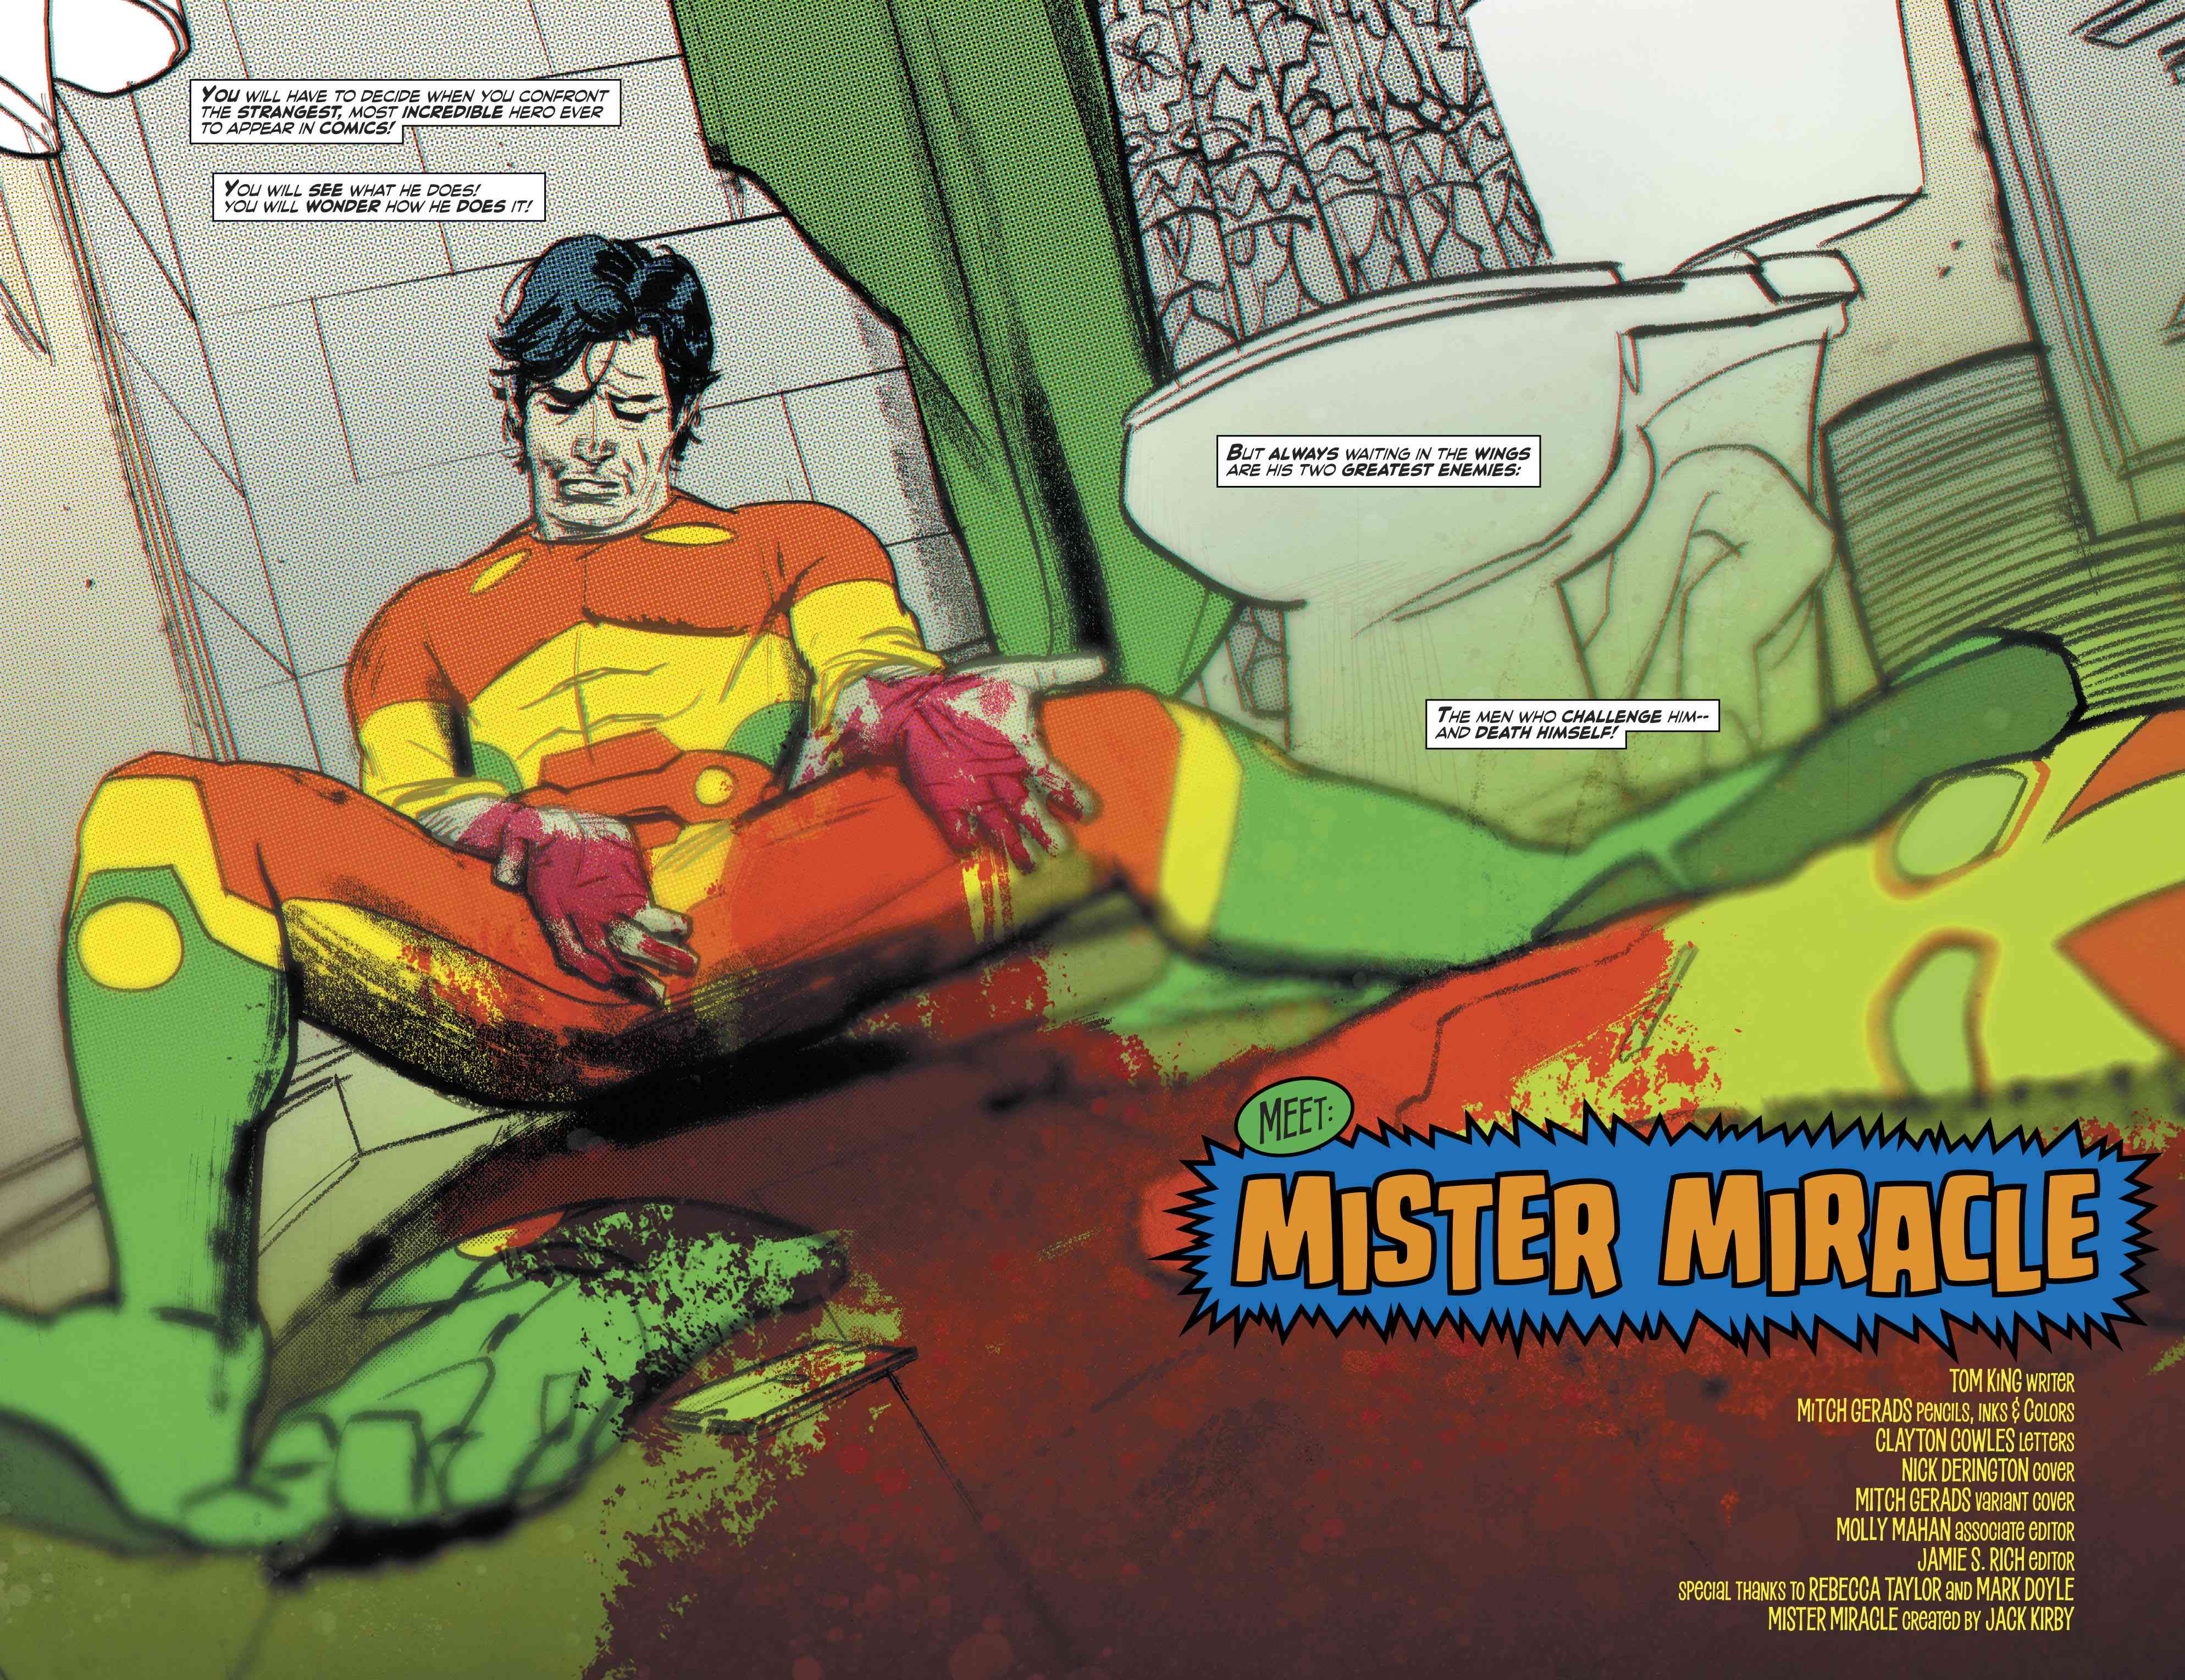 YOU WILL HAVE TO DECIDE WHEN YOU CONFRONT
THE STRANGEST, MOST INCREDIBLE HERO EVER
TO APPEAR IN COMICS!
YOU WILL SEE WHAT HE DOES!
YOU WILL WONDER HOW HE DOES IT!
BUT ALWAYS WAITING IN THE WINGS
ARE HIS TWO GREATEST ENEMIES:
THE MEN WHO CHALLENGE HIM--
AND DEATH HIMSELF!
MEET:
MISTER MIRACLE
TOM KING WRITER
MITCH GERADS PENCILS, INKS & COLORS
CLAYTON COWLES LETTERS
NICK DERINGTON COVER
MITCH GERADS VARIANT COVER
MOLLY MAHAN ASSOCIATE EDITOR
JAMIE S. RICH EDITOR
SPECIAL THANKS TO REBECCA TAYLOR AND MARK DOYLE
MISTER MIRACLE CREATED BY JACK KIRBY